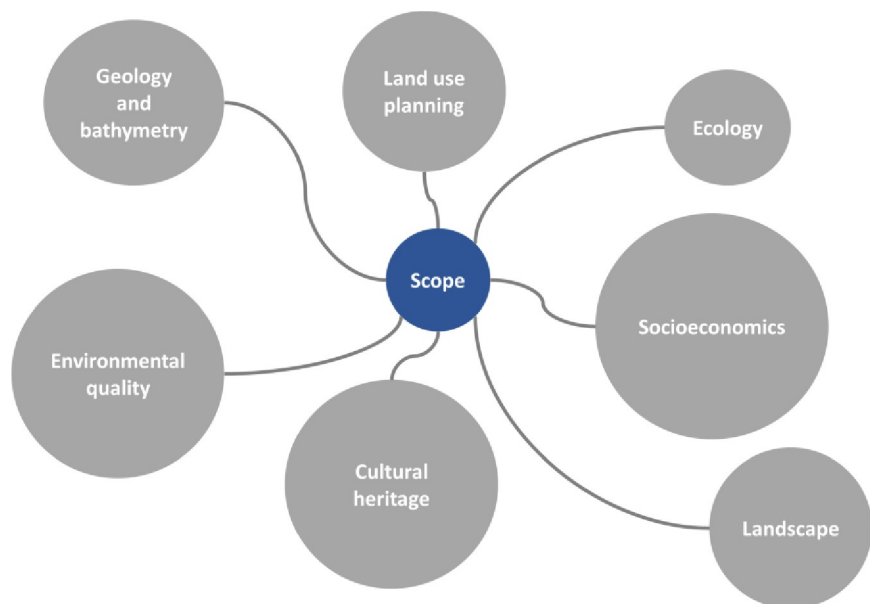 Geology
and
bathymetry
Land use
planning
Ecology
Scope
Socioeconomics
Environmental
quality
Cultural
heritage
Landscape